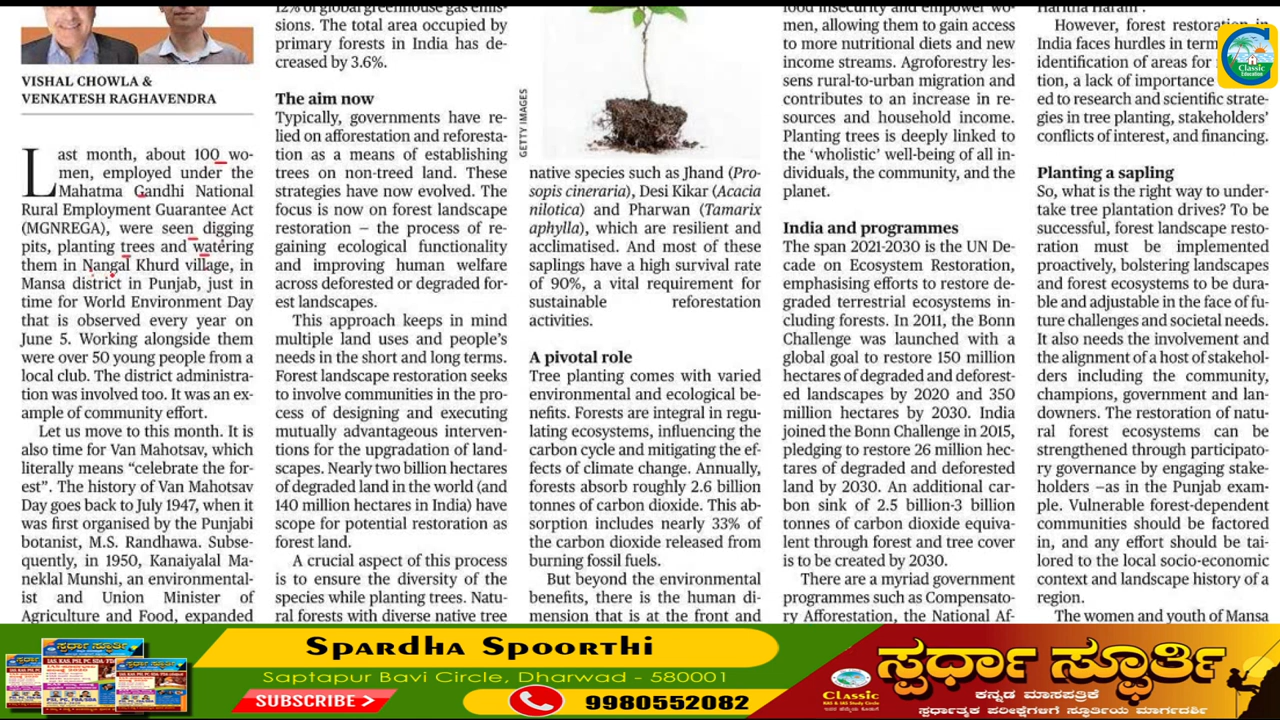 VISHAL CHOWLA &
VENKATESH RAGHAVENDRA
Last month, about 100 wo-
men, employed under the
Mahatma Gandhi National
Rural Employment Guarantee Act
(MGNREGA), were seen digging
pits, planting trees and watering
them in Nangal Khurd village, in
Mansa district in Punjab, just in
time for World Environment Day
that is observed every year on
June 5. Working alongside them
were over 50 young people from a
local club. The district administra-
tion was involved too. It was an ex-
ample of community effort.
Let us move to this month. It is
also time for Van Mahotsav, which
literally means “celebrate the for-
est”. The history of Van Mahotsav
Day goes back to July 1947, when it
was first organised by the Punjabi
botanist, M.S. Randhawa. Subse-
quently, in 1950, Kanaiyalal Ma-
neklal Munshi, an environmental-
ist and Union Minister of
Agriculture and Food, expanded
12% of global greenhouse gas emis-
sions. The total area occupied by
primary forests in India has de-
creased by 3.6%.
The aim now
Typically, governments have re-
lied on afforestation and reforesta-
tion as a means of establishing
trees on non-treed land. These
strategies have now evolved. The
focus is now on forest landscape
restoration — the process of re-
gaining ecological functionality
and improving human welfare
across deforested or degraded for-
est landscapes.
This approach keeps in mind
multiple land uses and people’s
needs in the short and long terms.
Forest landscape restoration seeks
to involve communities in the pro-
cess of designing and executing
mutually advantageous interven-
tions for the upgradation of land-
scapes. Nearly two billion hectares
of degraded land in the world (and
140 million hectares in India) have
scope for potential restoration as
forest land.
A crucial aspect of this process
is to ensure the diversity of the
species while planting trees. Natu-
ral forests with diverse native tree
GETTY IMAGES
native species such as Jhand (Pro-
sopis cineraria), Desi Kikar (Acacia
nilotica) and Pharwan (Tamarix
aphylla), which are resilient and
acclimatised. And most of these
saplings have a high survival rate
of 90%, a vital requirement for
sustainable reforestation
activities.
A pivotal role
Tree planting comes with varied
environmental and ecological be-
nefits. Forests are integral in regu-
lating ecosystems, influencing the
carbon cycle and mitigating the ef-
fects of climate change. Annually,
forests absorb roughly 2.6 billion
tonnes of carbon dioxide. This ab-
sorption includes nearly 33% of
the carbon dioxide released from
burning fossil fuels.
But beyond the environmental
benefits, there is the human di-
mension that is at the front and
food insecurity and empower wo-
men, allowing them to gain access
to more nutritional diets and new
income streams. Agroforestry les-
sens rural-to-urban migration and
contributes to an increase in re-
sources and household income.
Planting trees is deeply linked to
the ‘wholistic’ well-being of all in-
dividuals, the community, and the
planet.
India and programmes
The span 2021-2030 is the UN De-
cade on Ecosystem Restoration,
emphasising efforts to restore de-
graded terrestrial ecosystems in-
cluding forests. In 2011, the Bonn
Challenge was launched with a
global goal to restore 150 million
hectares of degraded and deforest-
ed landscapes by 2020 and 350
million hectares by 2030. India
joined the Bonn Challenge in 2015,
pledging to restore 26 million hec-
tares of degraded and deforested
land by 2030. An additional car-
bon sink of 2.5 billion-3 billion
tonnes of carbon dioxide equiva-
lent through forest and tree cover
is to be created by 2030.
There are a myriad government
programmes such as Compensato-
ry Afforestation, the National Af-
Haritha Haram’.
However, forest restoration in
India faces hurdles in term
identification of areas for
tion, a lack of importance
ed to research and scientific strate-
gies in tree planting, stakeholders’
conflicts of interest, and financing.
Planting a sapling
So, what is the right way to under-
take tree plantation drives? To be
successful, forest landscape resto-
ration must be implemented
proactively, bolstering landscapes
and forest ecosystems to be dura-
ble and adjustable in the face of fu-
ture challenges and societal needs.
It also needs the involvement and
the alignment of a host of stakehol-
ders including the community,
champions, government and lan-
downers. The restoration of natu-
ral forest ecosystems can be
strengthened through participato-
ry governance by engaging stake-
holders —as in the Punjab exam-
ple. Vulnerable forest-dependent
communities should be factored
in, and any effort should be tai-
lored to the local socio-economic
context and landscape history of a
region.
The women and youth of Mansa
Classic
Education
Spardha Spoorthi
Saptapur Bavi Circle, Dharwad - 580001
SUBSCRIBE >
9980552082
Classic
IAS & KAS Study Circle
ಸ್ಪರ್ಧಾ ಸ್ಫೂರ್ತಿ
ಕನ್ನಡ ಮಾಸಪತ್ರಿಕೆ
ಸ್ಪರ್ಧಾತ್ಮಕ ಪರೀಕ್ಷೆಗಳಿಗೆ ಸ್ಫೂರ್ತಿಯ ಮಾರ್ಗದರ್ಶಿ